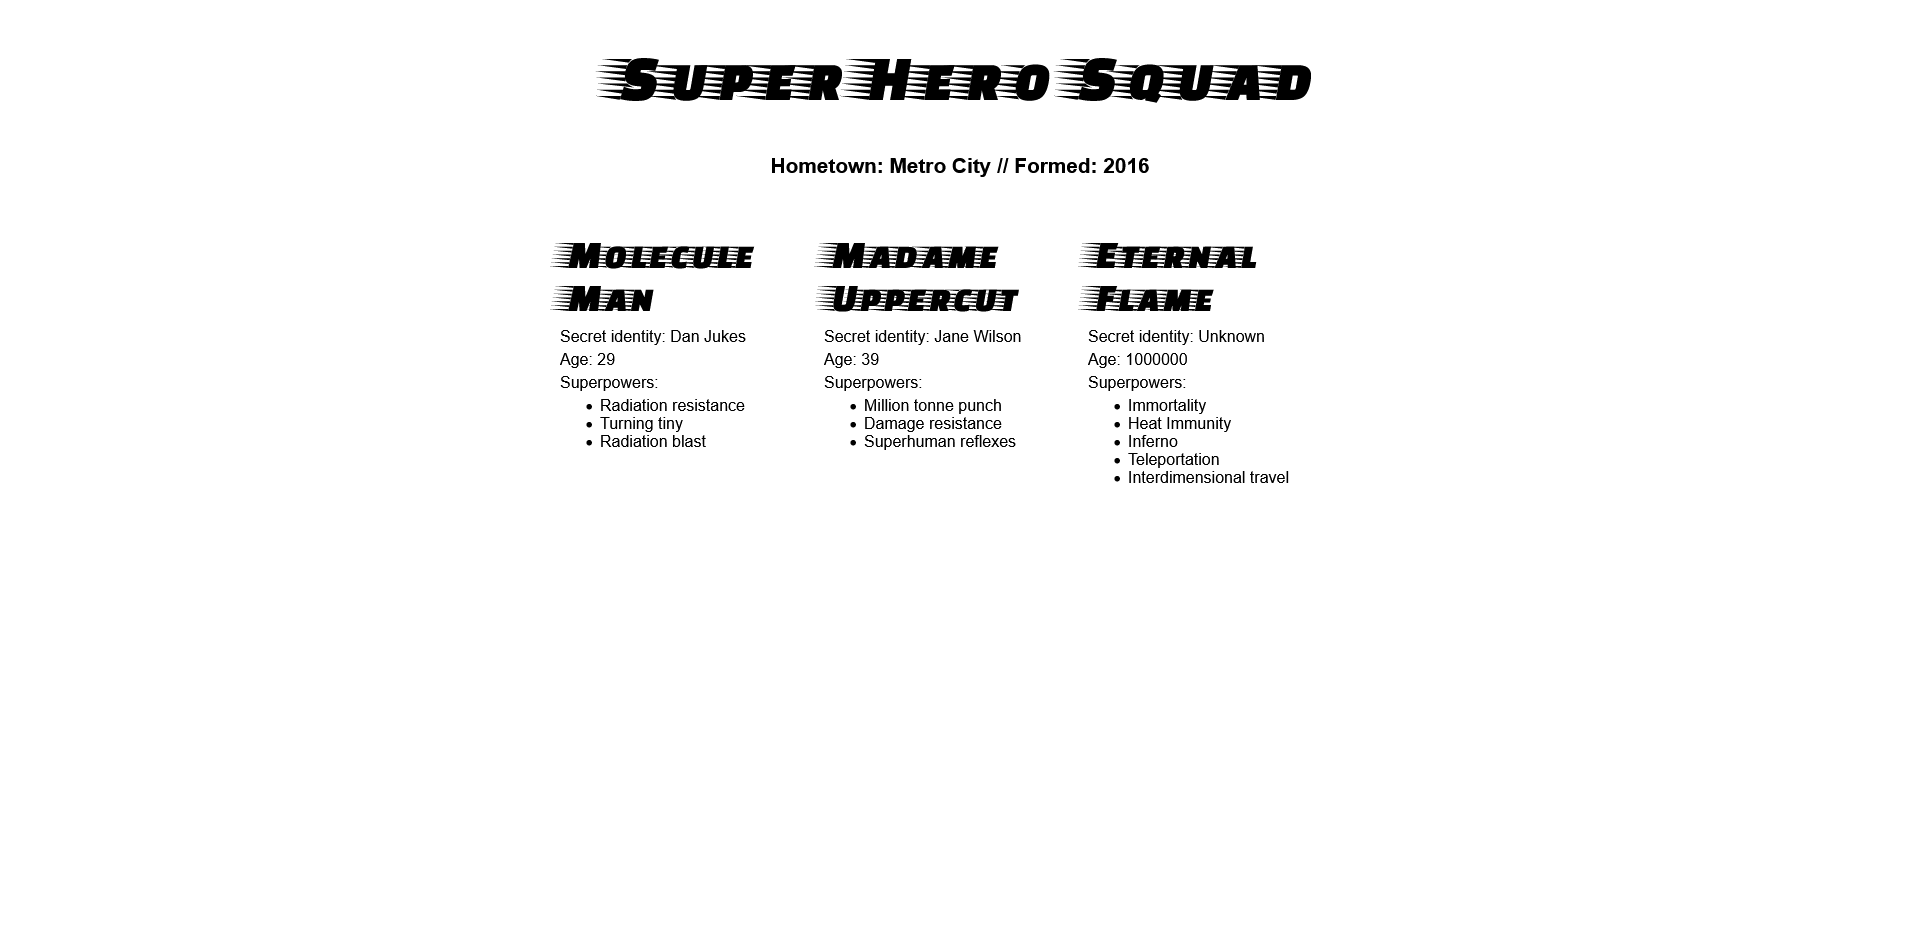 Super Hero Squad
Hometown: Metro City // Formed: 2016
Molecule
Man
Secret identity: Dan Jukes
Age: 29
Superpowers:
Radiation resistance
Turning tiny
Radiation blast
Madame
Uppercut
Secret identity: Jane Wilson
Age: 39
Superpowers:
Million tonne punch
Damage resistance
Superhuman reflexes
Eternal
Flame
Secret identity: Unknown
Age: 1000000
Superpowers:
Immortality
Heat Immunity
Inferno
Teleportation
Interdimensional travel